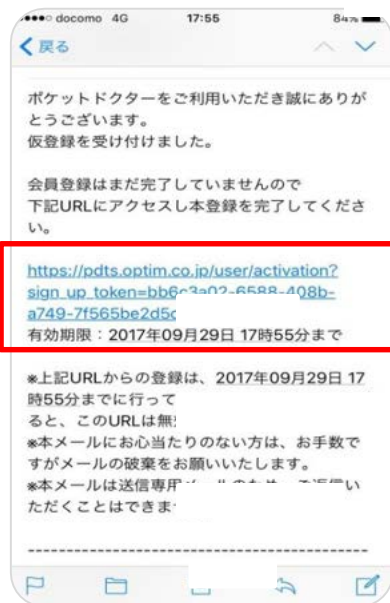 docomo 4G 17:55
戻る
ポケットドクターをご利用いただき誠にありが
とうございます。
仮登録を受け付けました。
会員登録はまだ完了していませんので
下記URLにアクセスし本登録を完了してくださ
い。
https://pdts.optim.co.jp/user/activation?
sign_up_token=bb6c3a02-6588-408b-
a749-7f565be2d5c
有効期限：2017年09月29日 17時55分まで
※上記URLからの登録は、2017年09月29日 17
時55分までに行って
ると、このURLは無
※本メールにお心当たりのない方は、お手数で
すがメールの破棄をお願いいたします。
※本メールは送信専用
ただくことはできま
--------------------------------------------